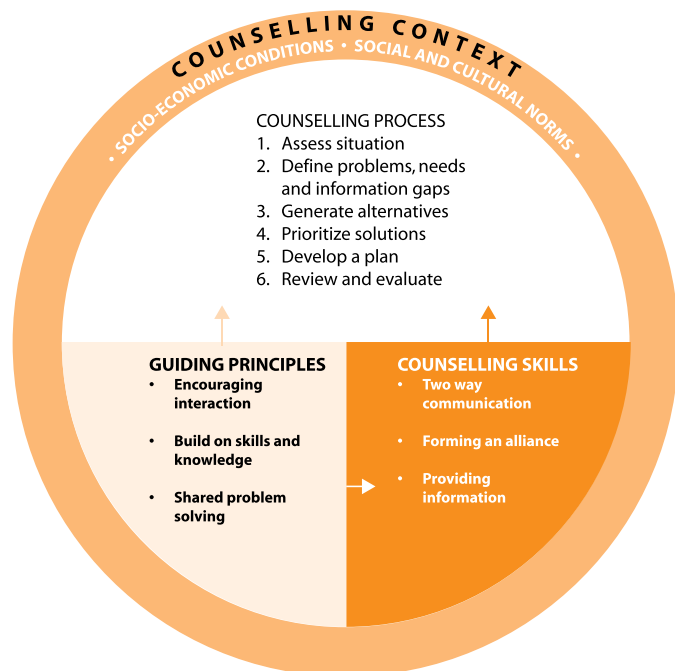 COUNSELLING CONTEXT
• SOCIO-ECONOMIC CONDITIONS • SOCIAL AND CULTURAL NORMS •
COUNSELLING PROCESS
1. Assess situation
2. Define problems, needs
and information gaps
3. Generate alternatives
4. Prioritize solutions
5. Develop a plan
6. Review and evaluate
GUIDING PRINCIPLES
• Encouraging
interaction
• Build on skills and
knowledge
• Shared problem
solving
COUNSELLING SKILLS
• Two way
communication
• Forming an alliance
• Providing
information